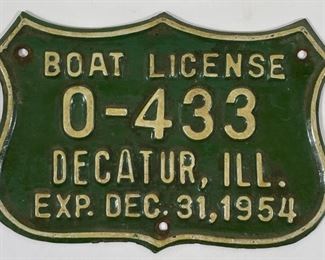 BOAT LICENSE
0-433
DECATUR, ILL.
EXP. DEC. 31, 1954